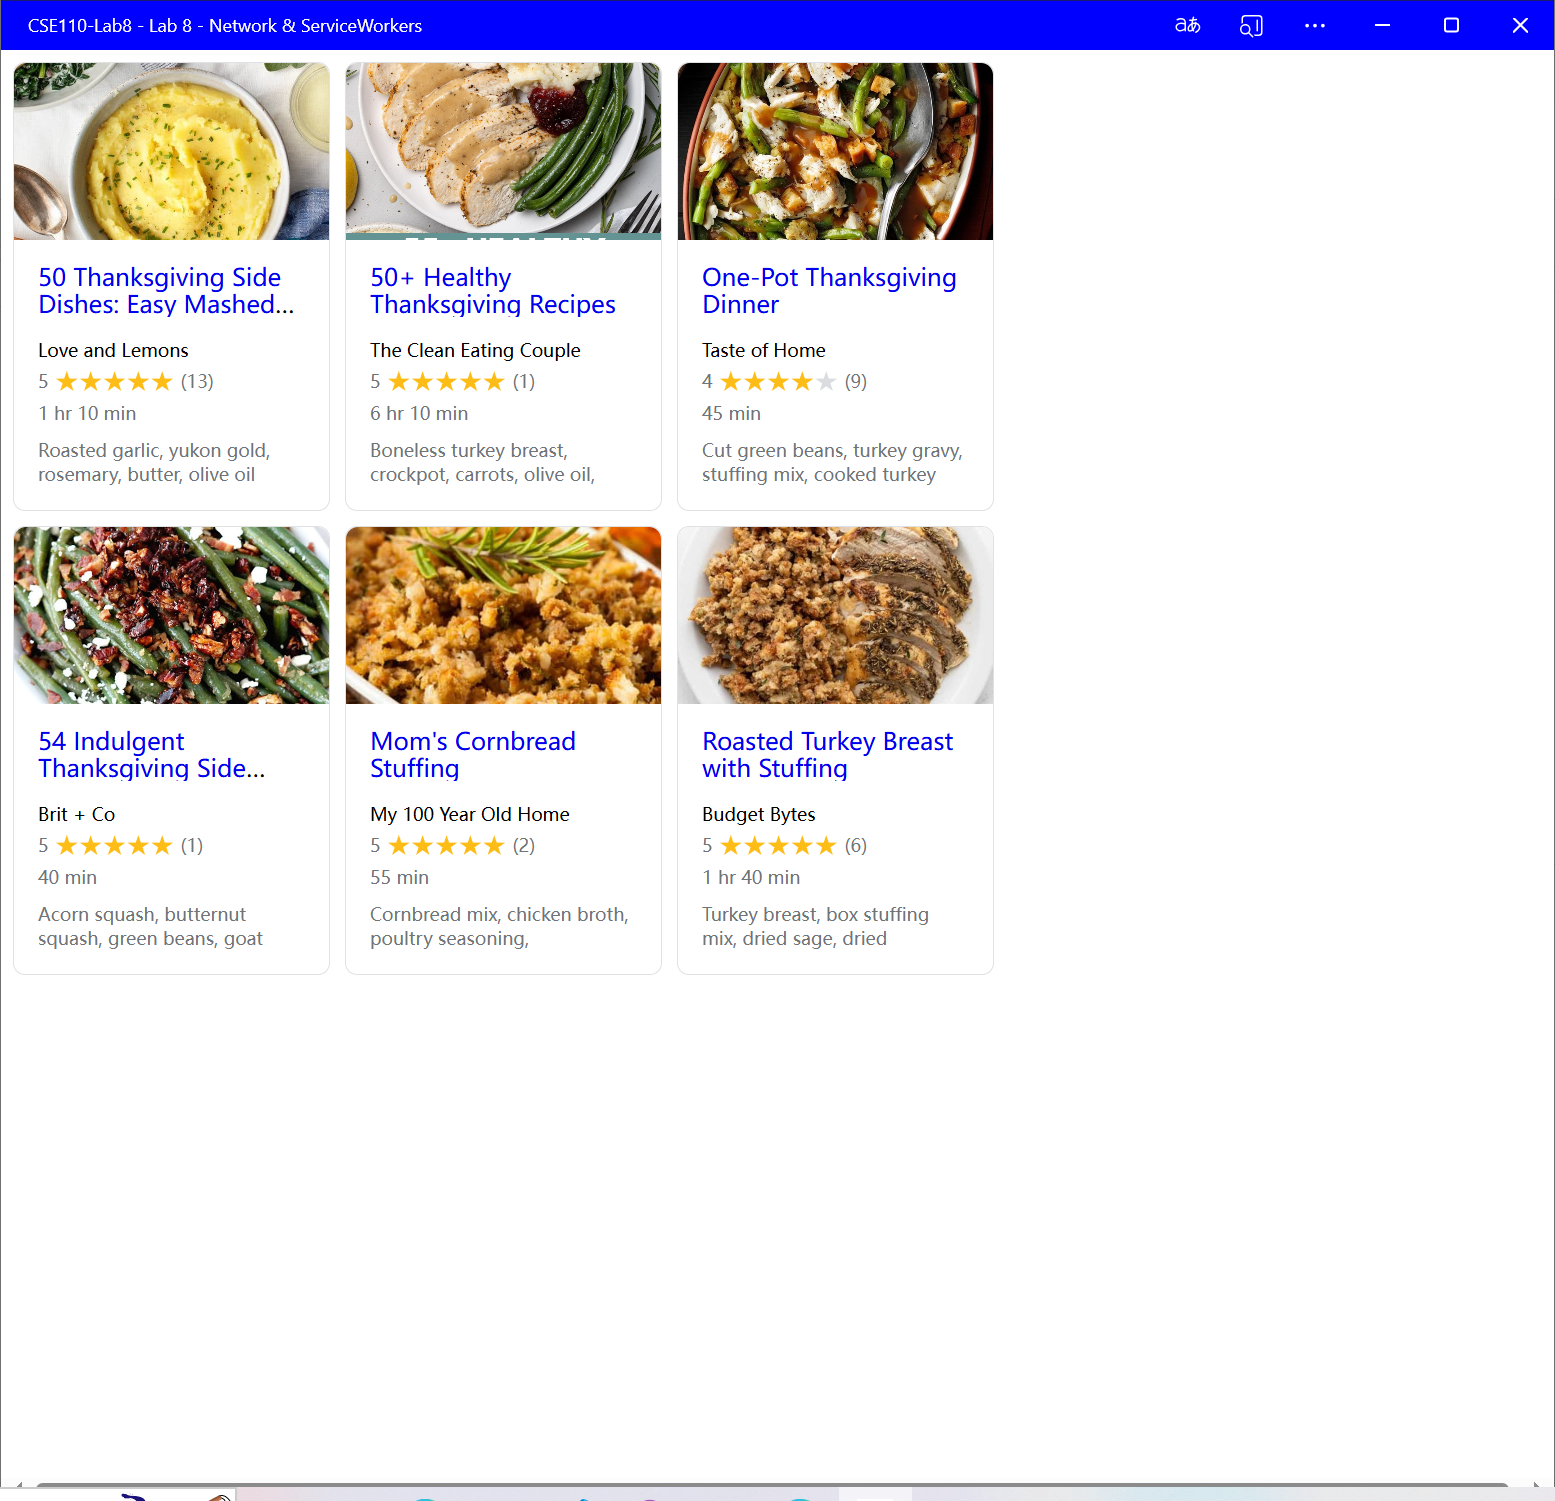 CSE110-Lab8 - Lab 8 - Network & ServiceWorkers
aあ
50 Thanksgiving Side
Dishes: Easy Mashed...
Love and Lemons
5 ★★★★★ (13)
1 hr 10 min
Roasted garlic, yukon gold,
rosemary, butter, olive oil
50+ Healthy
Thanksgiving Recipes
The Clean Eating Couple
5 ★★★★★ (1)
6 hr 10 min
Boneless turkey breast,
crockpot, carrots, olive oil,
One-Pot Thanksgiving
Dinner
Taste of Home
4 ★★★★★ (9)
45 min
Cut green beans, turkey gravy,
stuffing mix, cooked turkey
54 Indulgent
Thanksgiving Side...
Brit + Co
5 ★★★★★ (1)
40 min
Acorn squash, butternut
squash, green beans, goat
Mom's Cornbread
Stuffing
My 100 Year Old Home
5 ★★★★★ (2)
55 min
Cornbread mix, chicken broth,
poultry seasoning,
Roasted Turkey Breast
with Stuffing
Budget Bytes
5 ★★★★★ (6)
1 hr 40 min
Turkey breast, box stuffing
mix, dried sage, dried